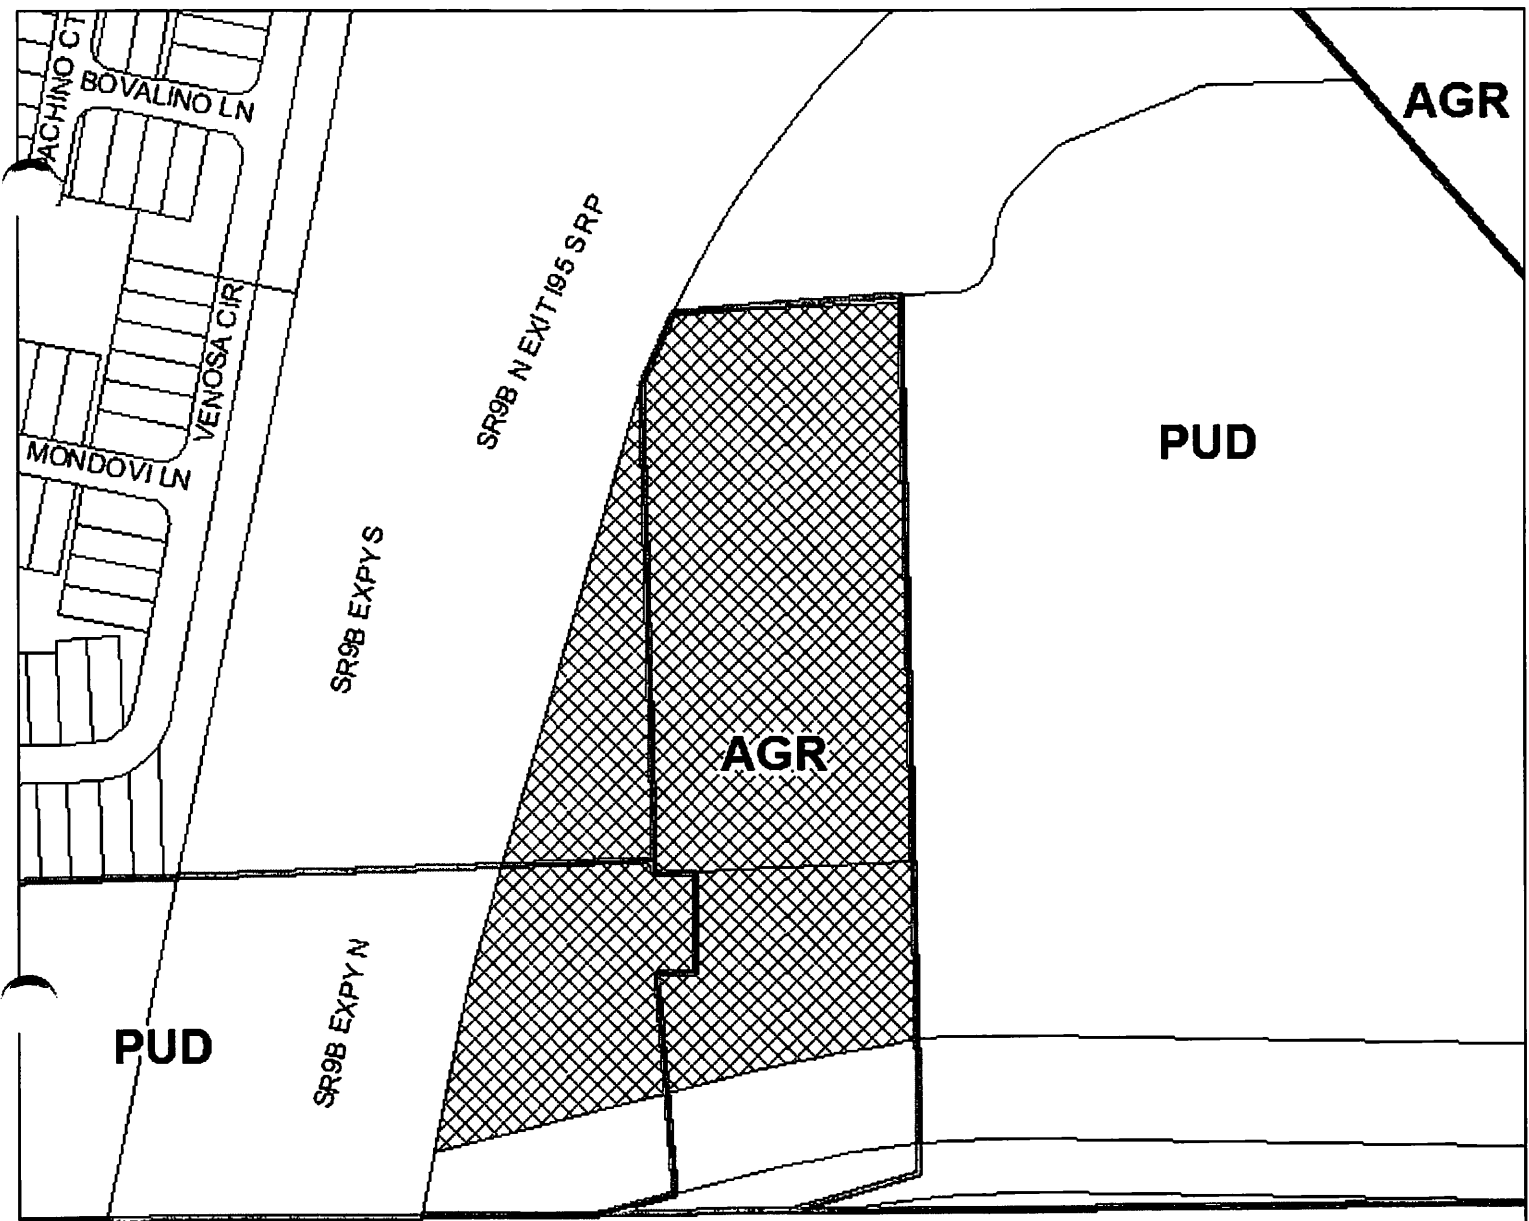 PACHINO CT
BOVALINO LN
AGR
SR9B N EXIT I95 S RP
VENOSA CIR
PUD
MONDOVI LN
SR9B EXPY S
AGR
SR9B EXPY N
PUD